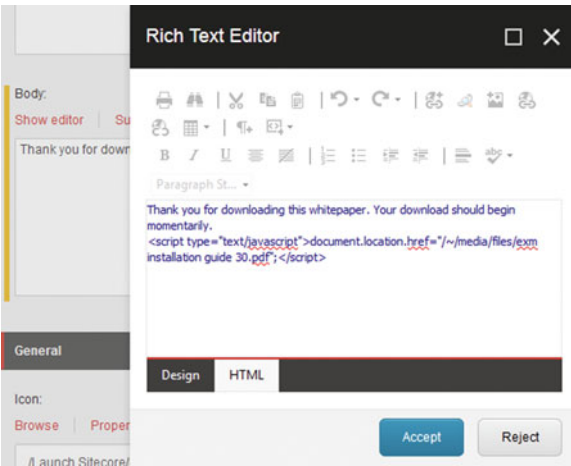 Rich Text Editor
Body:
Show editor Su
Thank you for down
Paragraph St...
Thank you for downloading this whitepaper. Your download should begin
momentarily.
<script type="text/javascript">document.location.href="/~/media/files/exm
installation guide 30.pdf";</script>
Design HTML
General
Icon:
Browse Proper
Accept Reject
/Launch Sitecore/